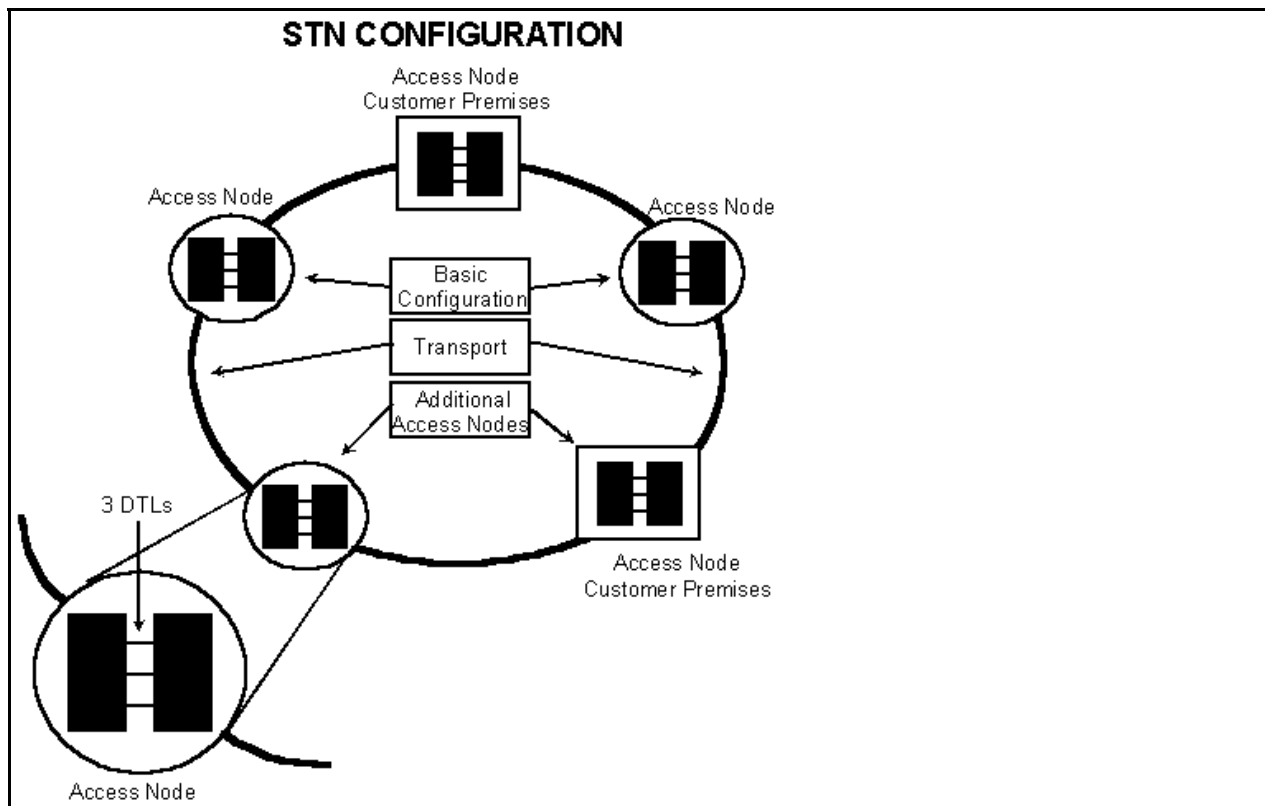 STN CONFIGURATION
Access Node
Customer Premises
Access Node
Access Node
Basic
Configuration
Transport
Additional
Access Nodes
3 DTLs
Access Node
Customer Premises
Access Node